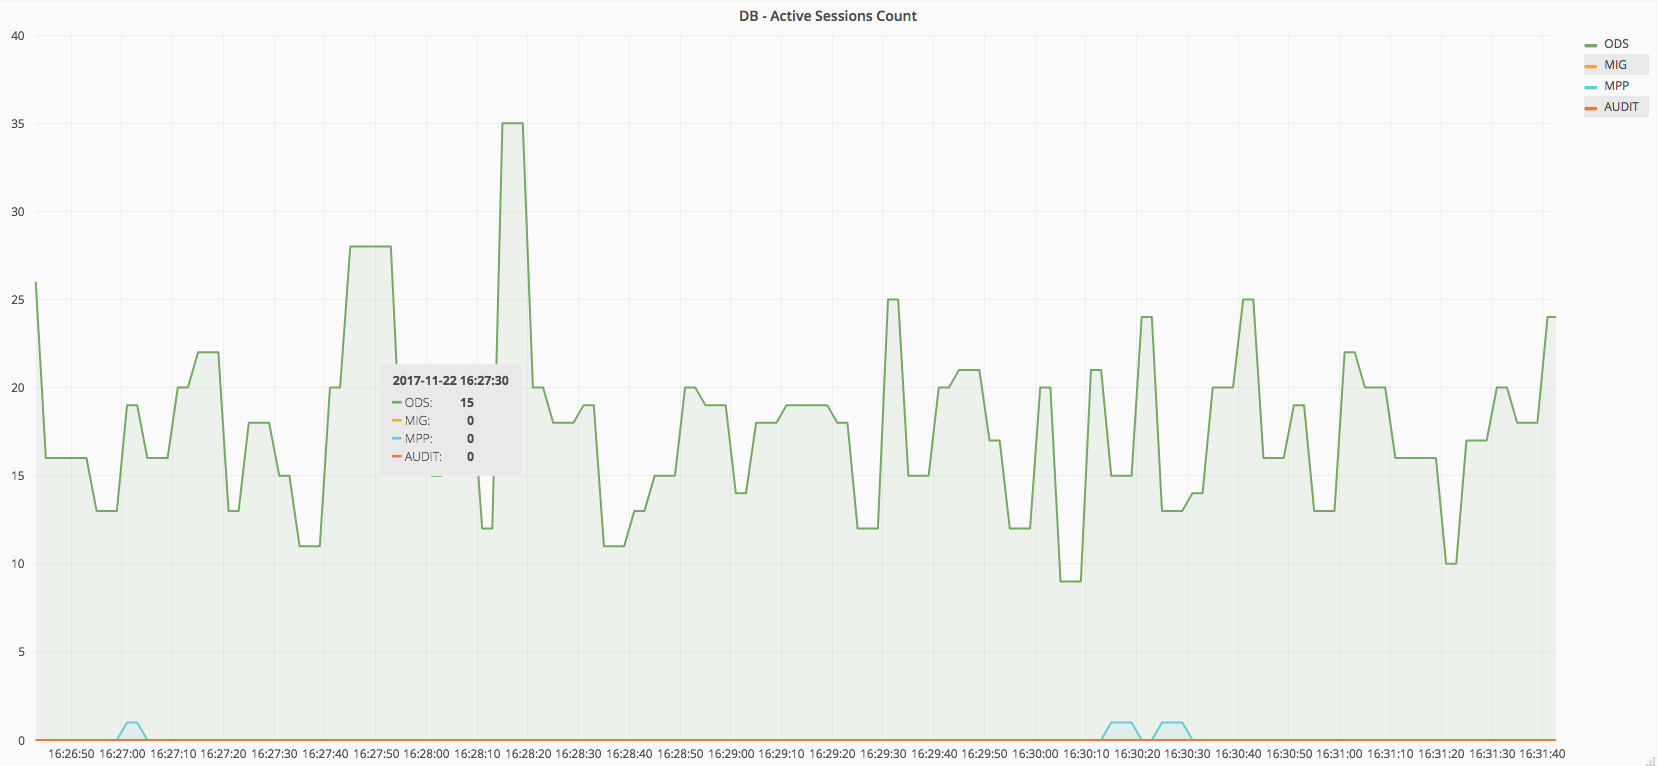 DB - Active Sessions Count
40
35
30
25
20
15
10
5
0
ODS
MIG
MPP
AUDIT
2017-11-22 16:27:30
ODS: 15
MIG: 0
MPP: 0
AUDIT: 0
16:26:50 16:27:00 16:27:10 16:27:20 16:27:30 16:27:40 16:27:50 16:28:00 16:28:10 16:28:20 16:28:30 16:28:40 16:28:50 16:29:00 16:29:10 16:29:20 16:29:30 16:29:40 16:29:50 16:30:00 16:30:10 16:30:20 16:30:30 16:30:40 16:30:50 16:31:00 16:31:10 16:31:20 16:31:30 16:31:40